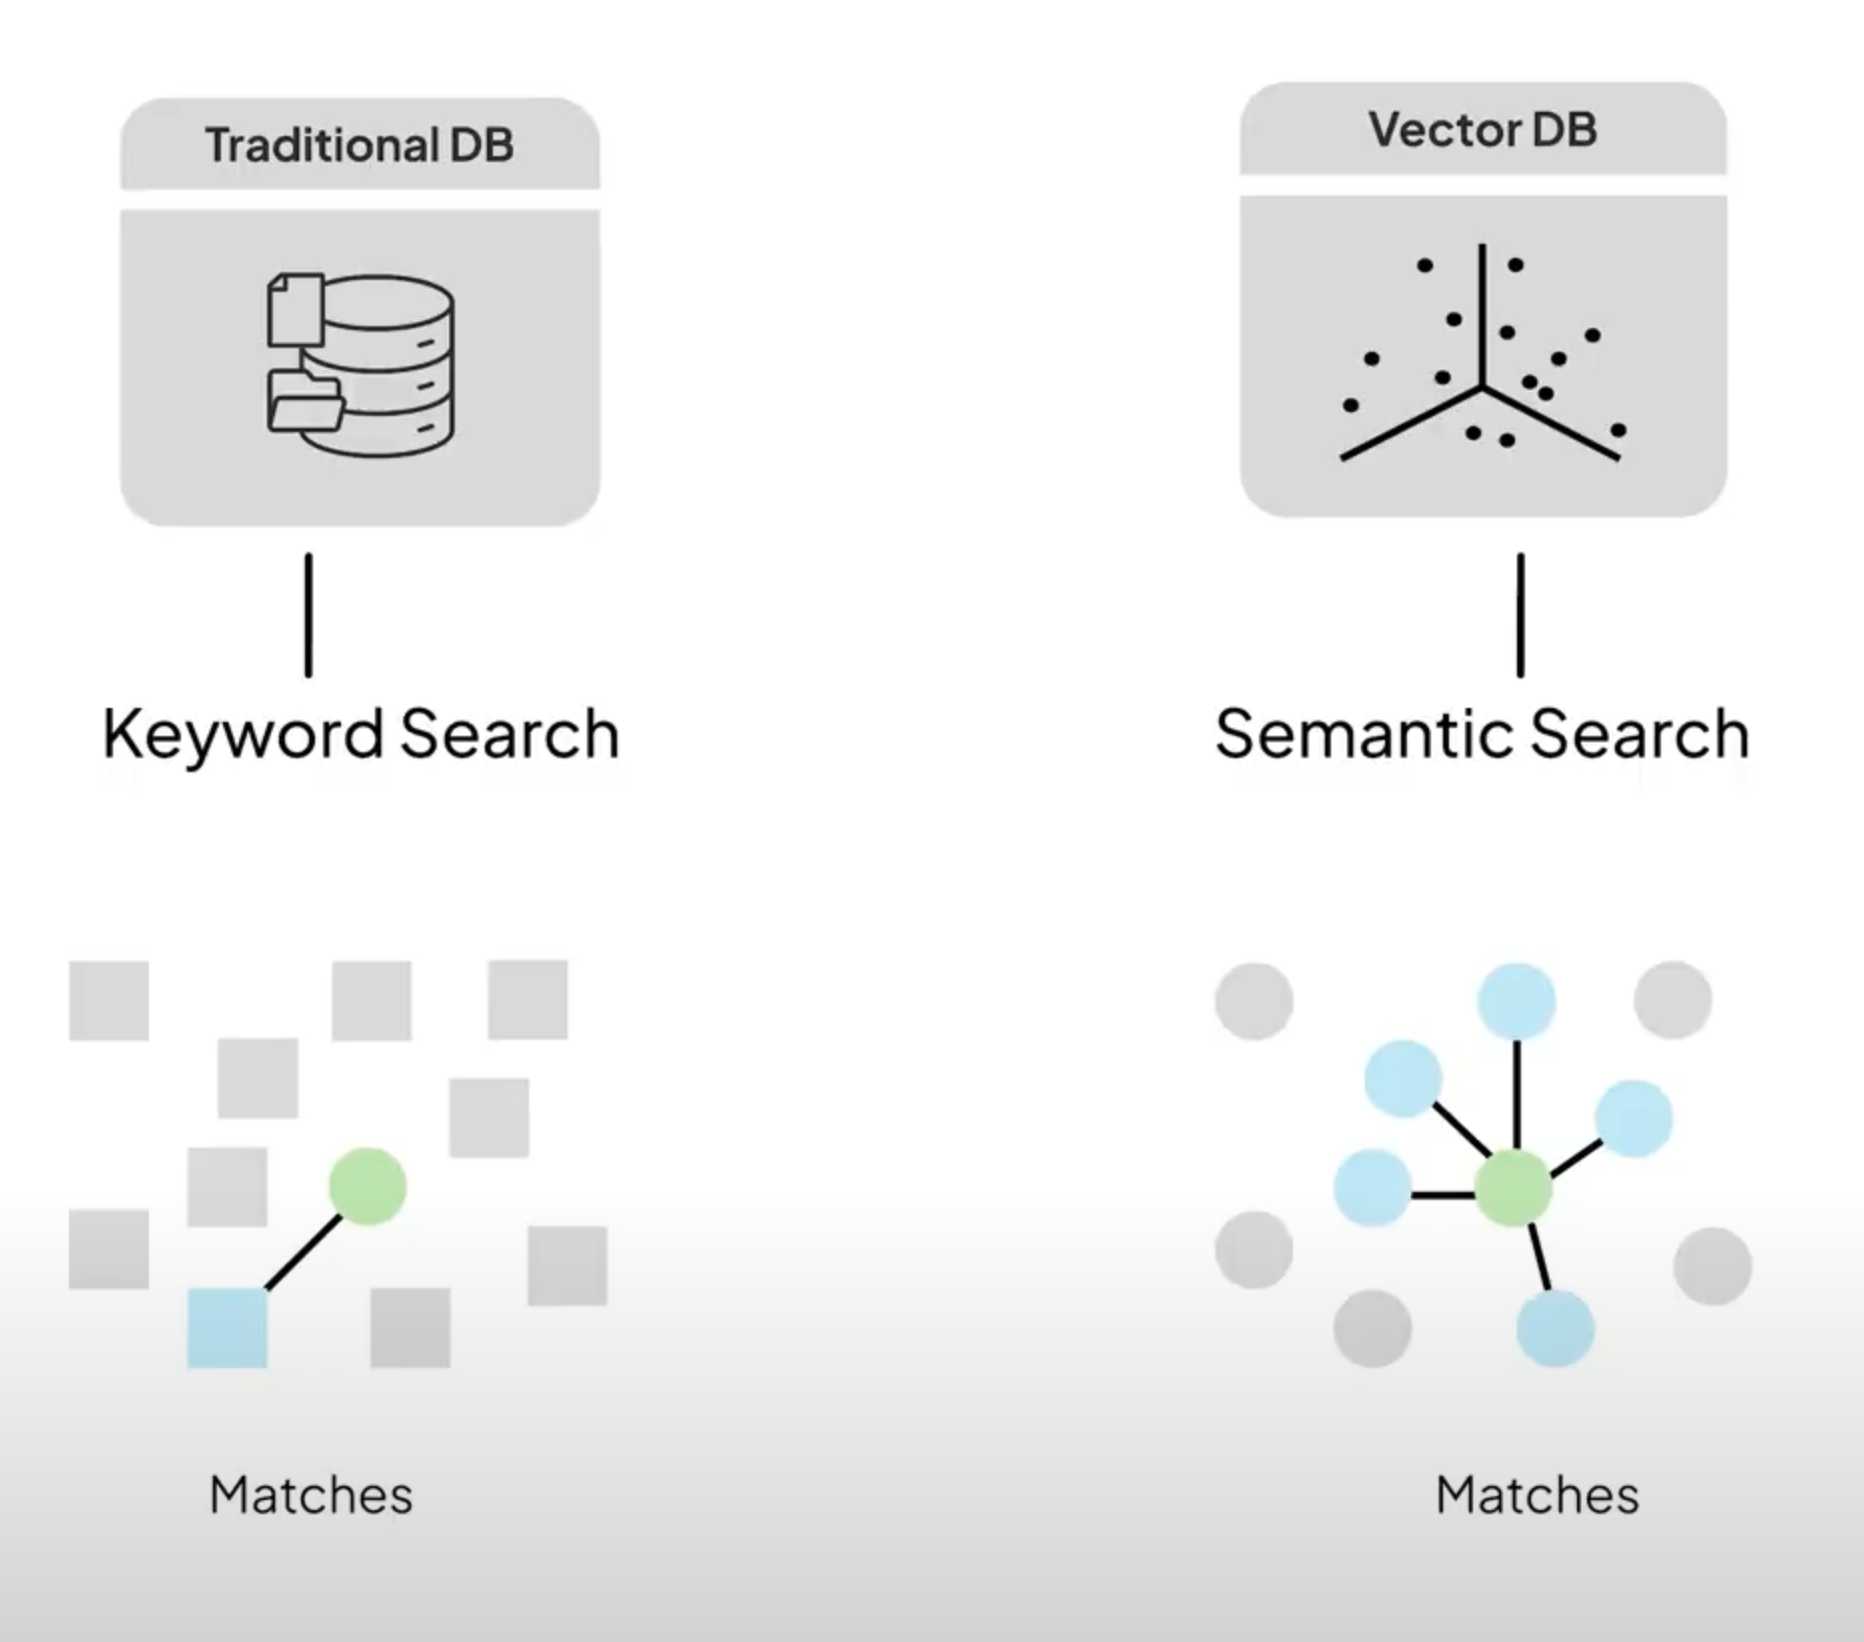 Traditional DB
Vector DB
Keyword Search
Semantic Search
Matches
Matches